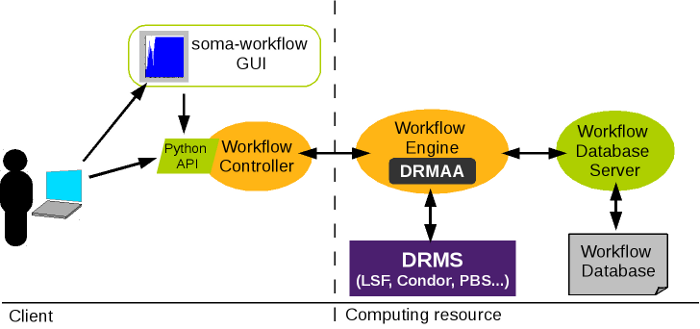 soma-workflow
GUI
Python
API
Workflow
Controller
Workflow
Engine
DRMAA
Workflow
Database
Server
DRMS
(LSF, Condor, PBS...)
Workflow
Database
Client
Computing resource